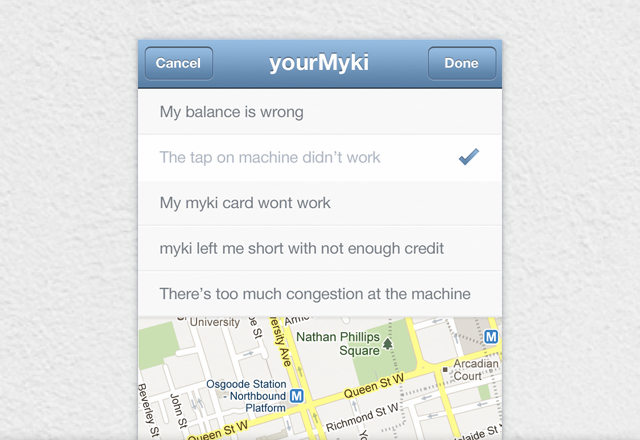 Cancel
yourMyki
Done
My balance is wrong
The tap on machine didn’t work
My myki card wont work
myki left me short with not enough credit
There’s too much congestion at the machine
University
University Ave
Nathan Phillips
Square
M
Arcadian
Court
Osgoode Station
- Northbound
Platform
M
Queen St W
Beverley St
John St
Richmond St W
Queen St W